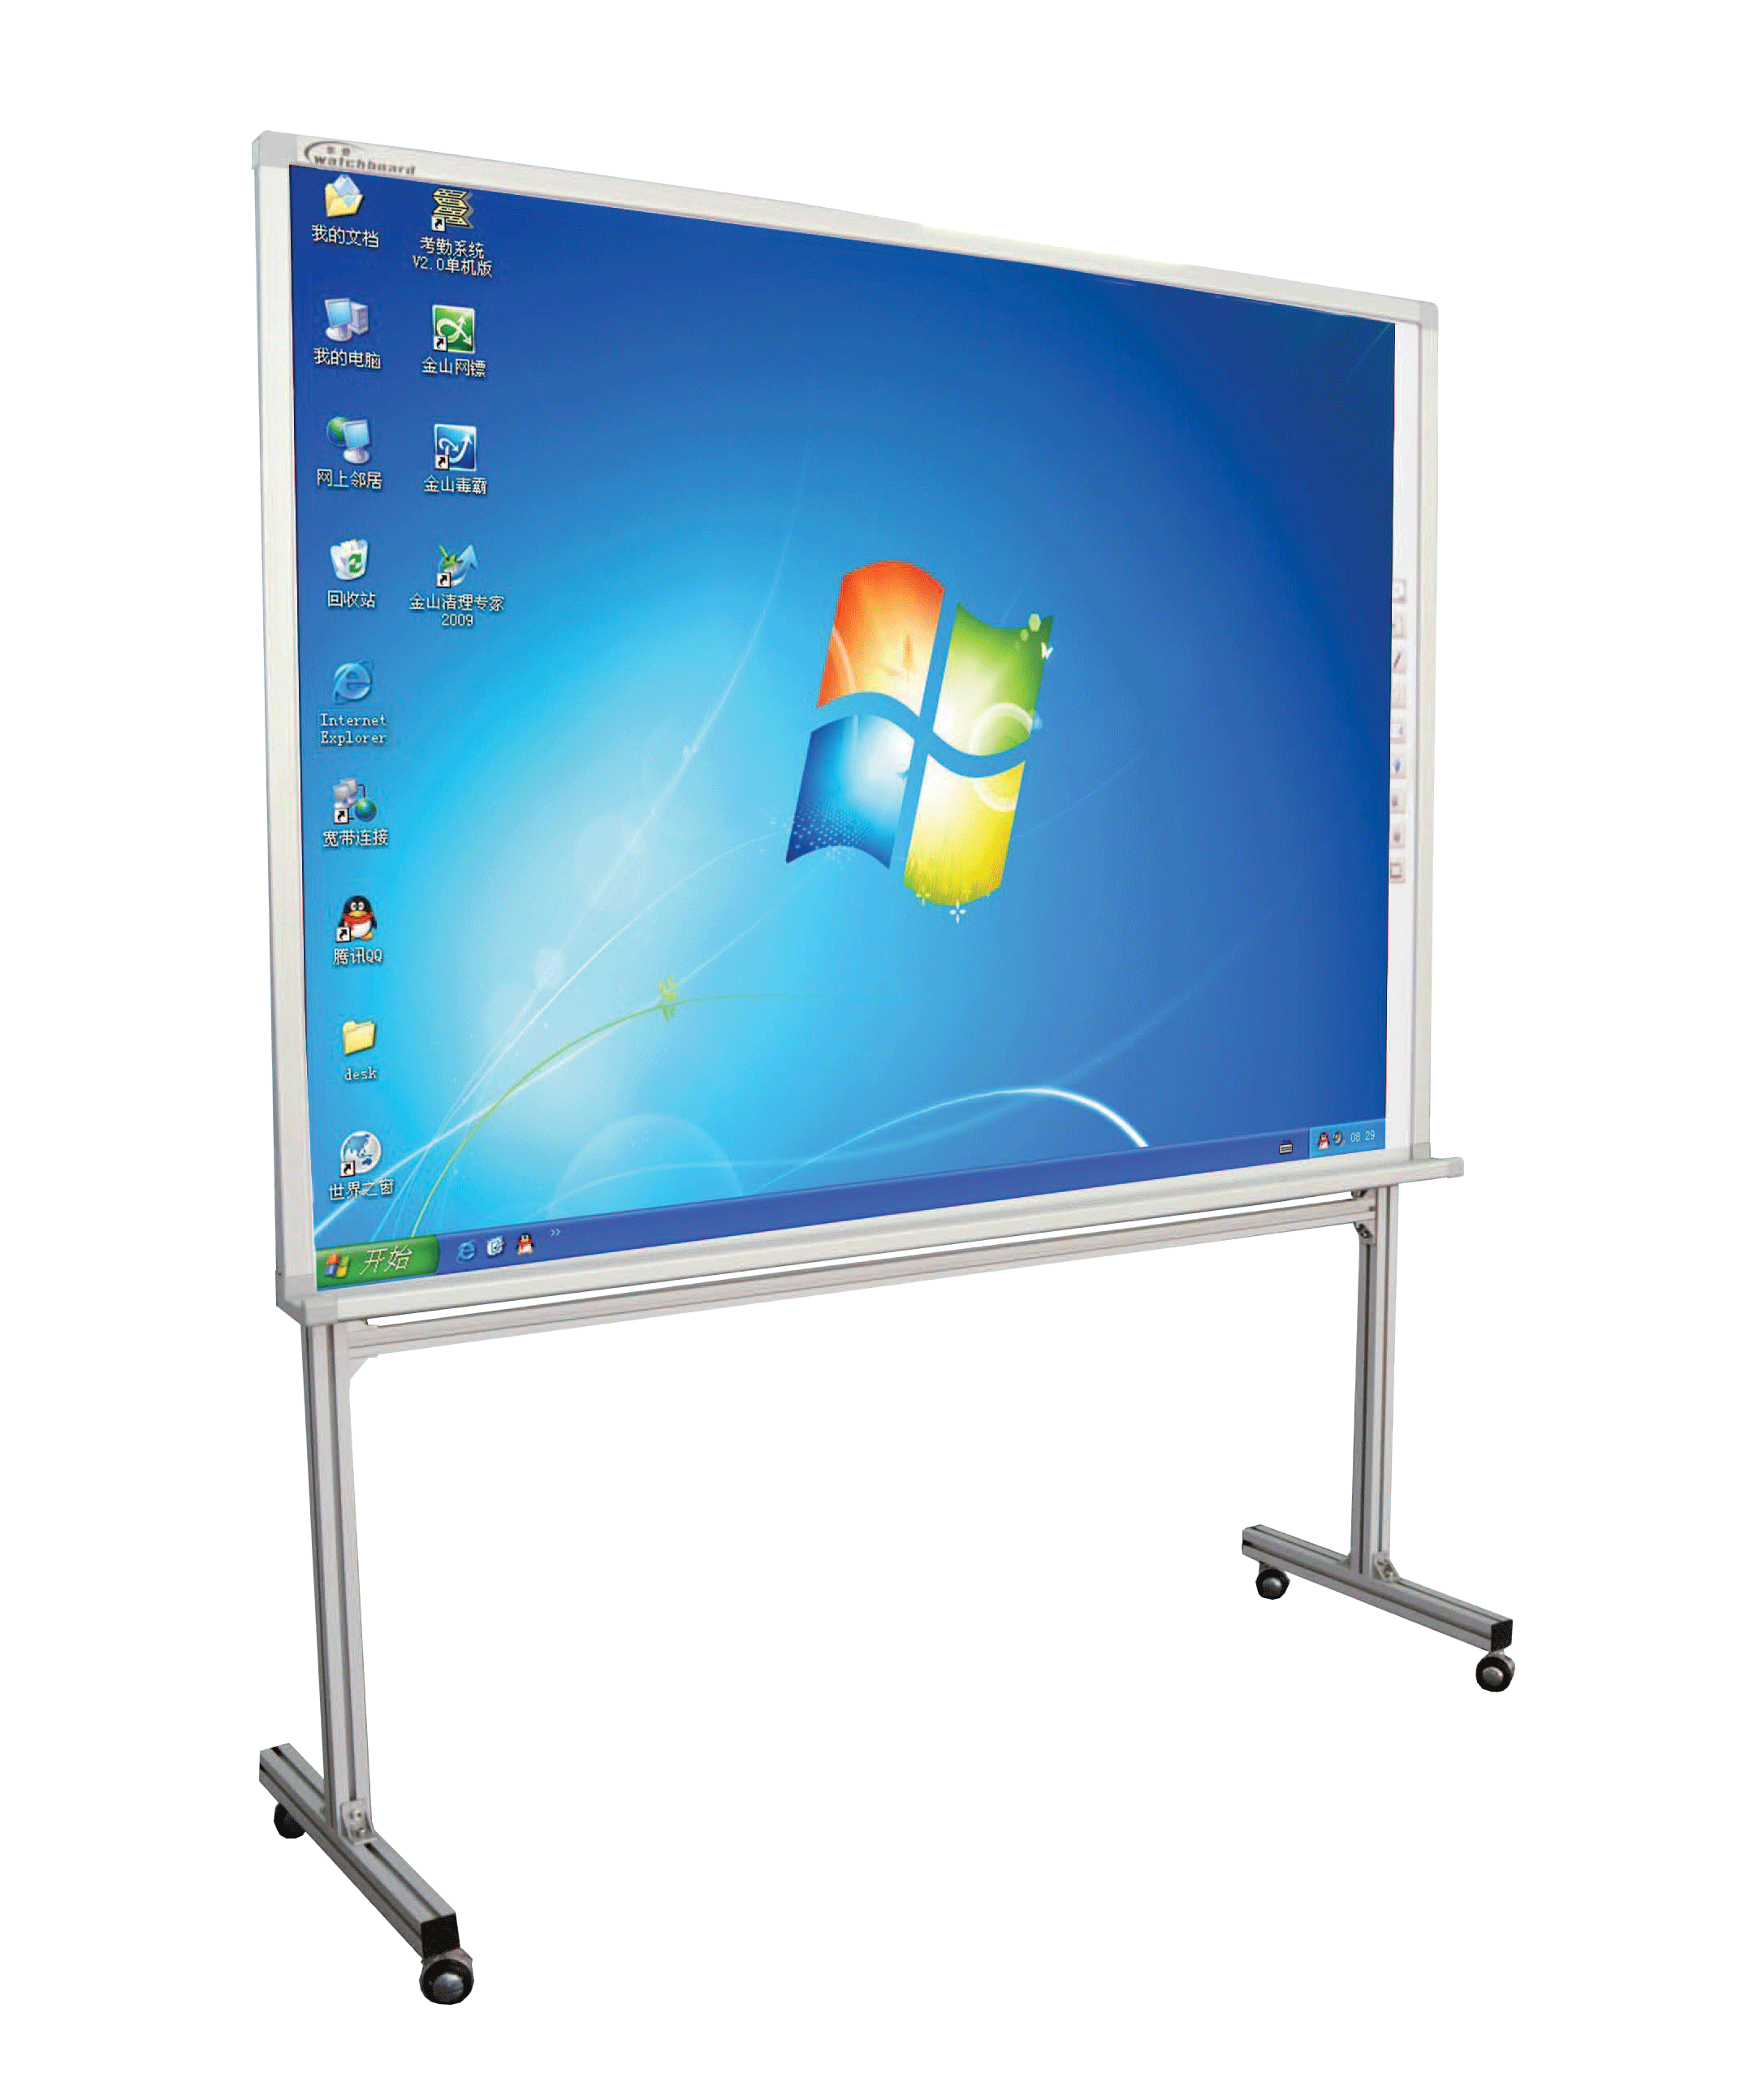 watchboard
我的文档
考勤系统
V2.0单机版
我的电脑
金山网镖
网上邻居
金山毒霸
回收站
金山清理专家
2009
Internet
Explorer
宽带连接
腾讯QQ
desk
世界之窗
开始
08:29